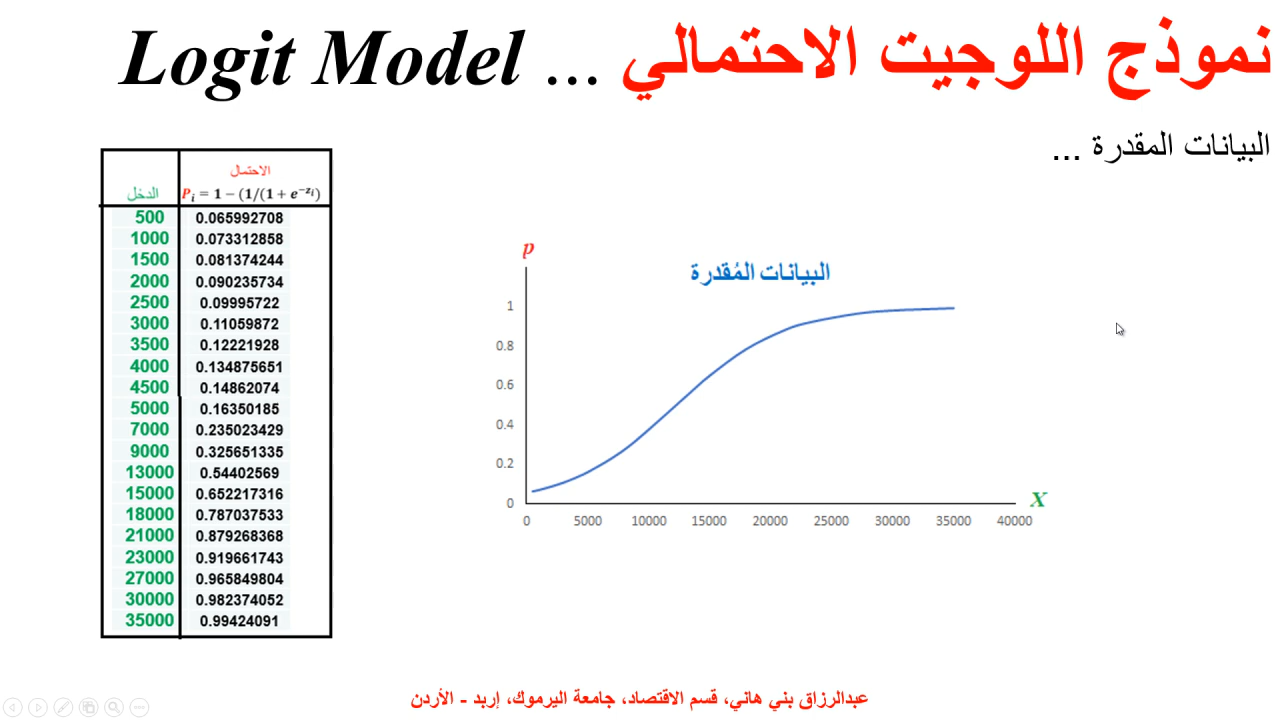 نموذج اللوجيت الاحتمالي ... Logit Model
البيانات المقدرة ...
الدخل
الاحتمال
Pᵢ = 1 − (1/(1 + e^−zᵢ)
500 0.065992708
1000 0.073312858
1500 0.081374244
2000 0.090235734
2500 0.09995722
3000 0.11059872
3500 0.12221928
4000 0.134875651
4500 0.14862074
5000 0.16350185
7000 0.235023429
9000 0.325651335
13000 0.54402569
15000 0.652217316
18000 0.787037533
21000 0.879268368
23000 0.919661743
27000 0.965849804
30000 0.982374052
35000 0.99424091
p
البيانات المُقدرة
1
0.8
0.6
0.4
0.2
0
0 5000 10000 15000 20000 25000 30000 35000 40000
X
عبدالرزاق بني هاني، قسم الاقتصاد، جامعة اليرموك، إربد - الأردن